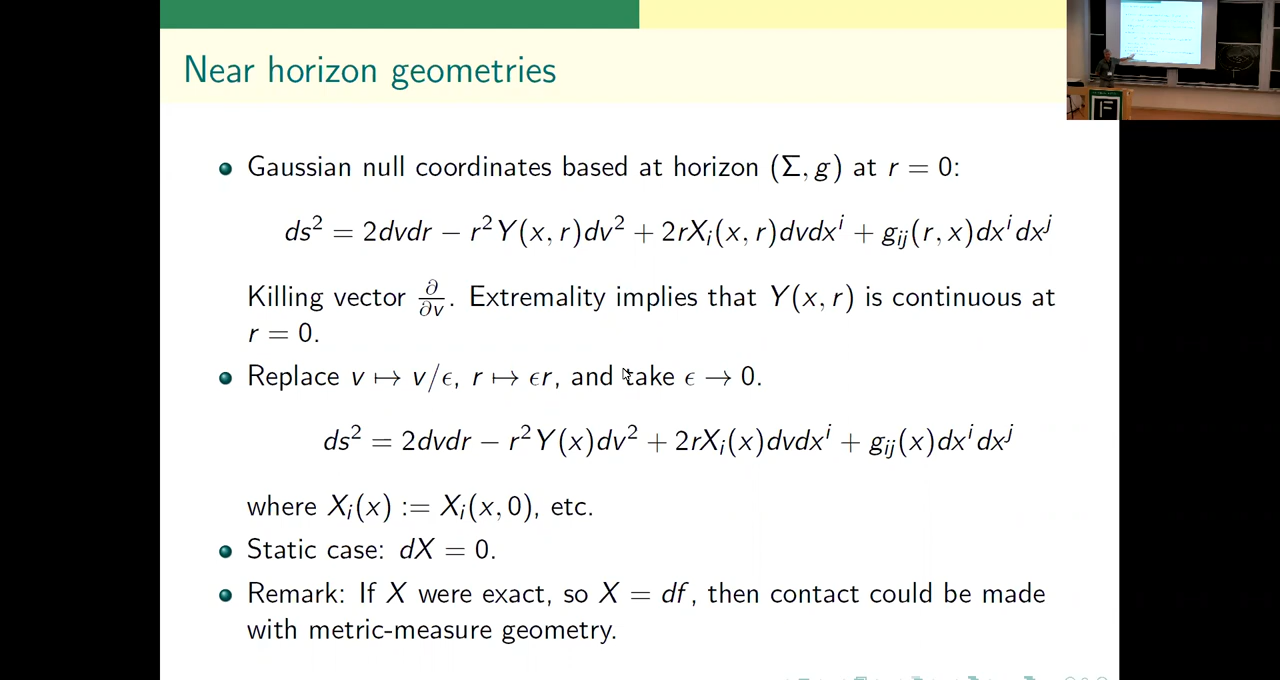 Near horizon geometries
Gaussian null coordinates based at horizon (Σ, g) at r = 0:
ds² = 2dvdr − r²Y(x, r)dv² + 2rXᵢ(x, r)dvdxⁱ + gᵢⱼ(r, x)dxⁱdxʲ
Killing vector ∂/∂v. Extremality implies that Y(x, r) is continuous at
r = 0.
Replace v ↦ v/ϵ, r ↦ ϵr, and take ϵ → 0.
ds² = 2dvdr − r²Y(x)dv² + 2rXᵢ(x)dvdxⁱ + gᵢⱼ(x)dxⁱdxʲ
where Xᵢ(x) := Xᵢ(x, 0), etc.
Static case: dX = 0.
Remark: If X were exact, so X = df, then contact could be made
with metric-measure geometry.